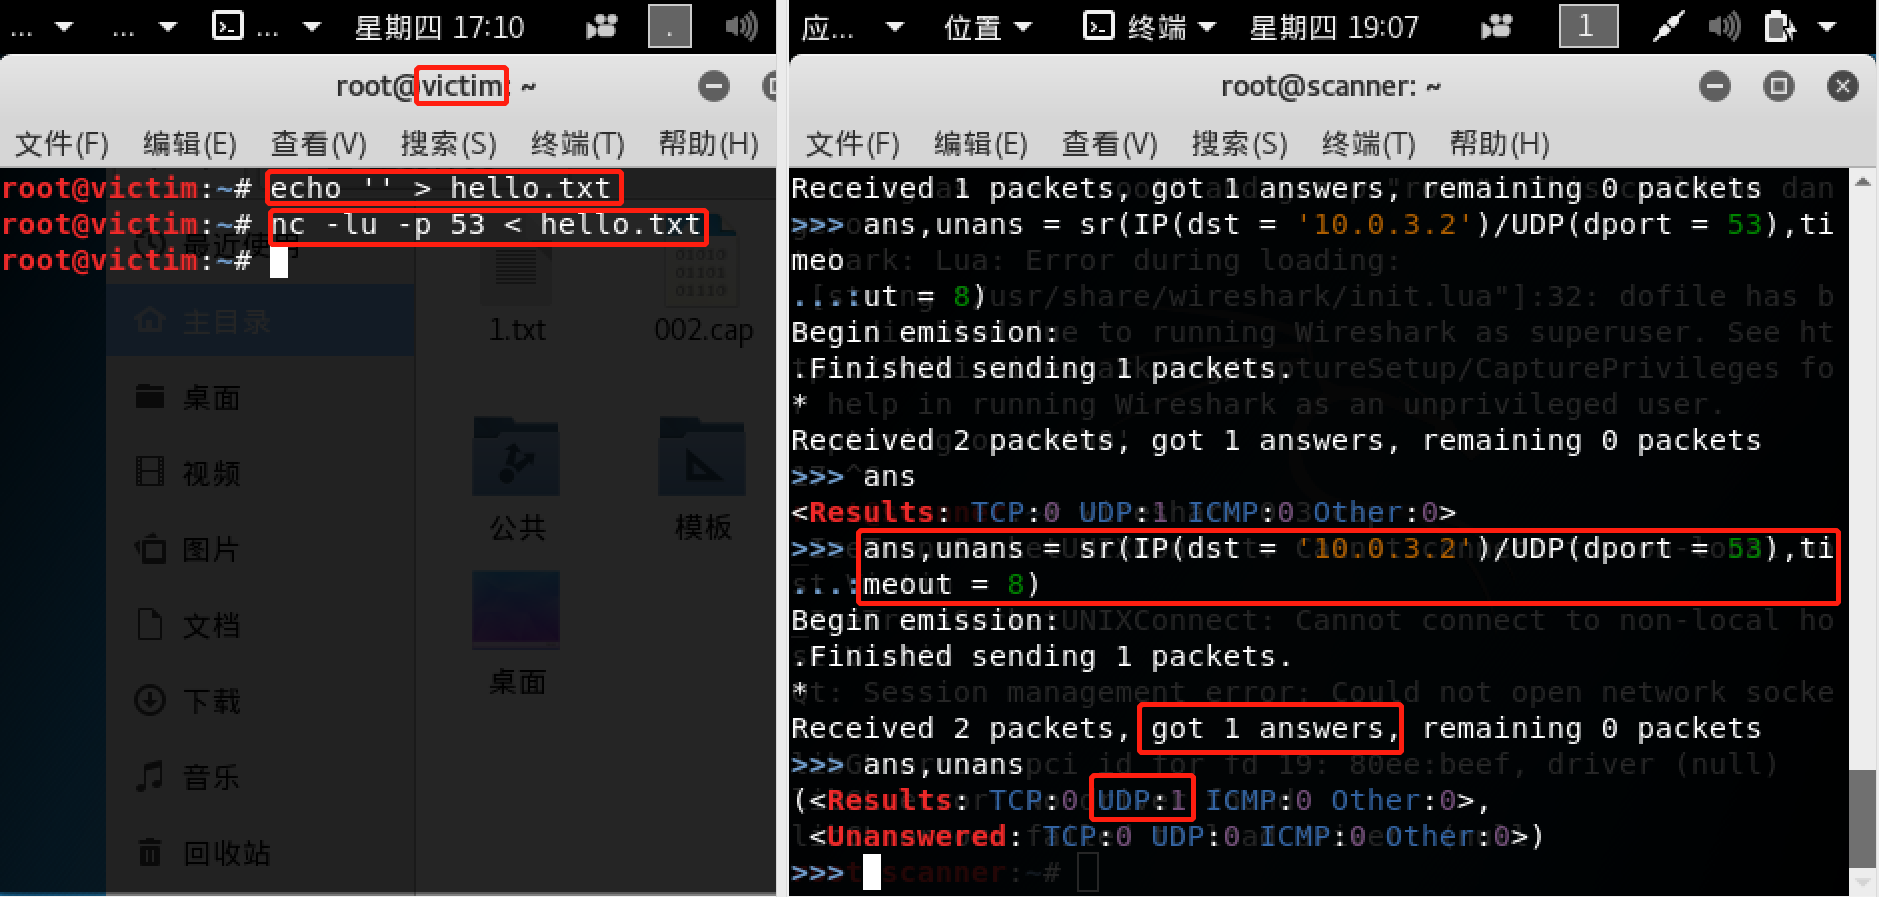 ... ... ... 星期四 17:10 .
root@victim: ~
文件(F) 编辑(E) 查看(V) 搜索(S) 终端(T) 帮助(H)
root@victim:~# echo '' > hello.txt
root@victim:~# nc -lu -p 53 < hello.txt
root@victim:~#
最近使用
主目录
1.txt
002.cap
桌面
视频
公共
模板
图片
文档
桌面
下载
音乐
回收站
应... 位置 终端 星期四 19:07 1
root@scanner: ~
文件(F) 编辑(E) 查看(V) 搜索(S) 终端(T) 帮助(H)
Received 1 packets, got 1 answers, remaining 0 packets
>>> ans,unans = sr(IP(dst = '10.0.3.2')/UDP(dport = 53),ti
meo
...:ut = 8)
Begin emission:
.Finished sending 1 packets.
*
Received 2 packets, got 1 answers, remaining 0 packets
>>> ans
<Results: TCP:0 UDP:1 ICMP:0 Other:0>
>>> ans,unans = sr(IP(dst = '10.0.3.2')/UDP(dport = 53),ti
...:meout = 8)
Begin emission:
.Finished sending 1 packets.
*
Received 2 packets, got 1 answers, remaining 0 packets
>>> ans,unans
(<Results: TCP:0 UDP:1 ICMP:0 Other:0>,
<Unanswered: TCP:0 UDP:0 ICMP:0 Other:0>)
>>>